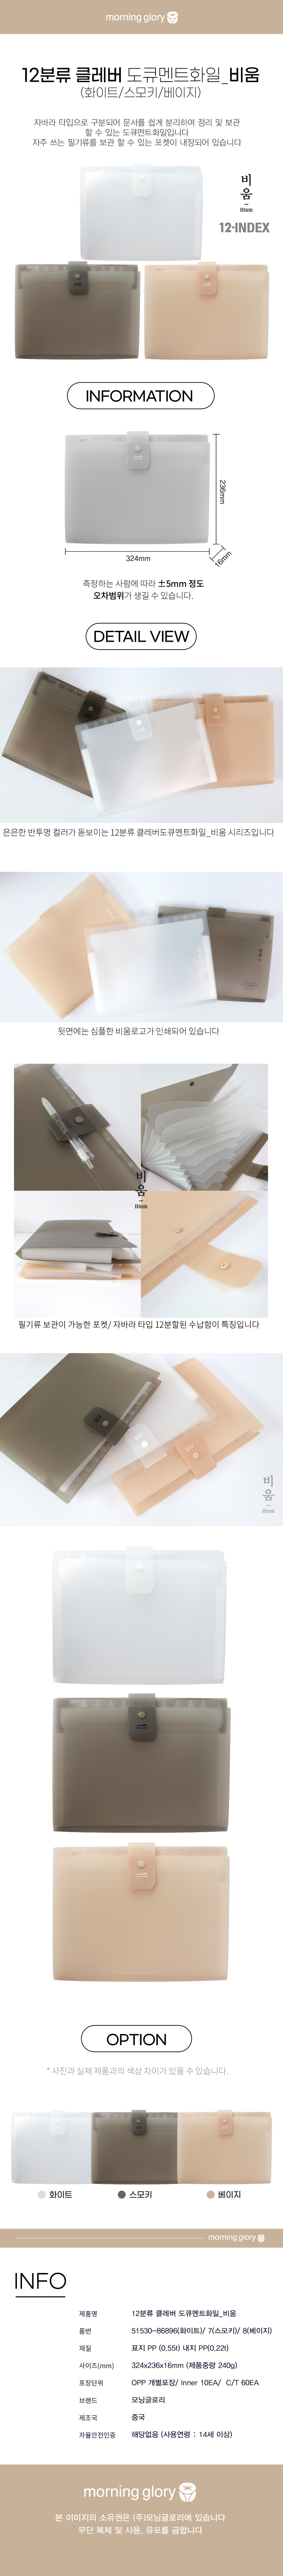 morning glory
12분류 클레버 도큐멘트화일_비움
(화이트/스모키/베이지)
자바라 타입으로 구분되어 문서를 쉽게 분리하여 정리 및 보관
할 수 있는 도큐멘트화일입니다
자주 쓰는 필기류를 보관 할 수 있는 포켓이 내장되어 있습니다
비움
Bium
12-INDEX
INFORMATION
236mm
324mm
16mm
측정하는 사람에 따라 ±5mm 정도
오차범위가 생길 수 있습니다.
DETAIL VIEW
은은한 반투명 컬러가 돋보이는 12분류 클레버도큐멘트화일_비움 시리즈입니다
뒷면에는 심플한 비움로고가 인쇄되어 있습니다
비움
Bium
필기류 보관이 가능한 포켓/ 자바라 타입 12분할된 수납함이 특징입니다
비움
Bium
OPTION
* 사진과 실제 제품과의 색상 차이가 있을 수 있습니다.
화이트
스모키
베이지
morning glory
INFO
제품명 12분류 클레버 도큐멘트화일_비움
품번 51530-86896(화이트)/ 7(스모키)/ 8(베이지)
재질 표지 PP (0.55t) 내지 PP(0.22t)
사이즈(mm) 324x236x16mm (제품중량 240g)
포장단위 OPP 개별포장/ Inner 10EA/ C/T 60EA
브랜드 모닝글로리
제조국 중국
자율안전인증 해당없음 (사용연령 : 14세 이상)
morning glory
본 이미지의 소유권은 (주)모닝글로리에 있습니다
무단 복제 및 사용, 유포를 금합니다